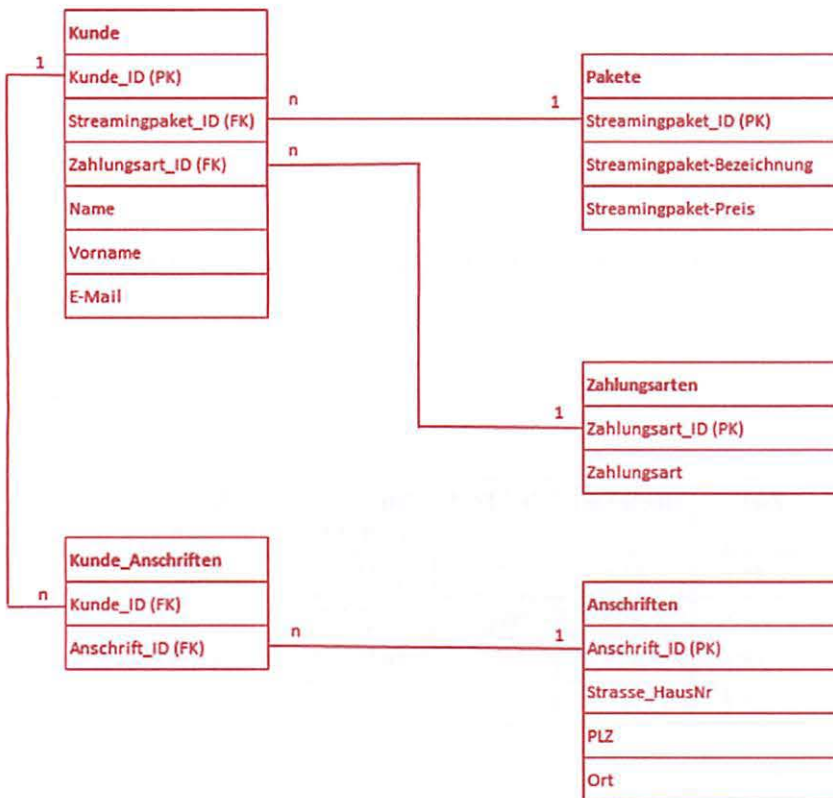 Kunde
1
Kunde_ID (PK)
n
1
Streamingpaket_ID (FK)
n
Zahlungsart_ID (FK)
Name
Vorname
E-Mail
Pakete
Streamingpaket_ID (PK)
Streamingpaket-Bezeichnung
Streamingpaket-Preis
Zahlungsarten
1
Zahlungsart_ID (PK)
Zahlungsart
Kunde_Anschriften
n
Kunde_ID (FK)
n
1
Anschrift_ID (FK)
Anschriften
Anschrift_ID (PK)
Strasse_HausNr
PLZ
Ort